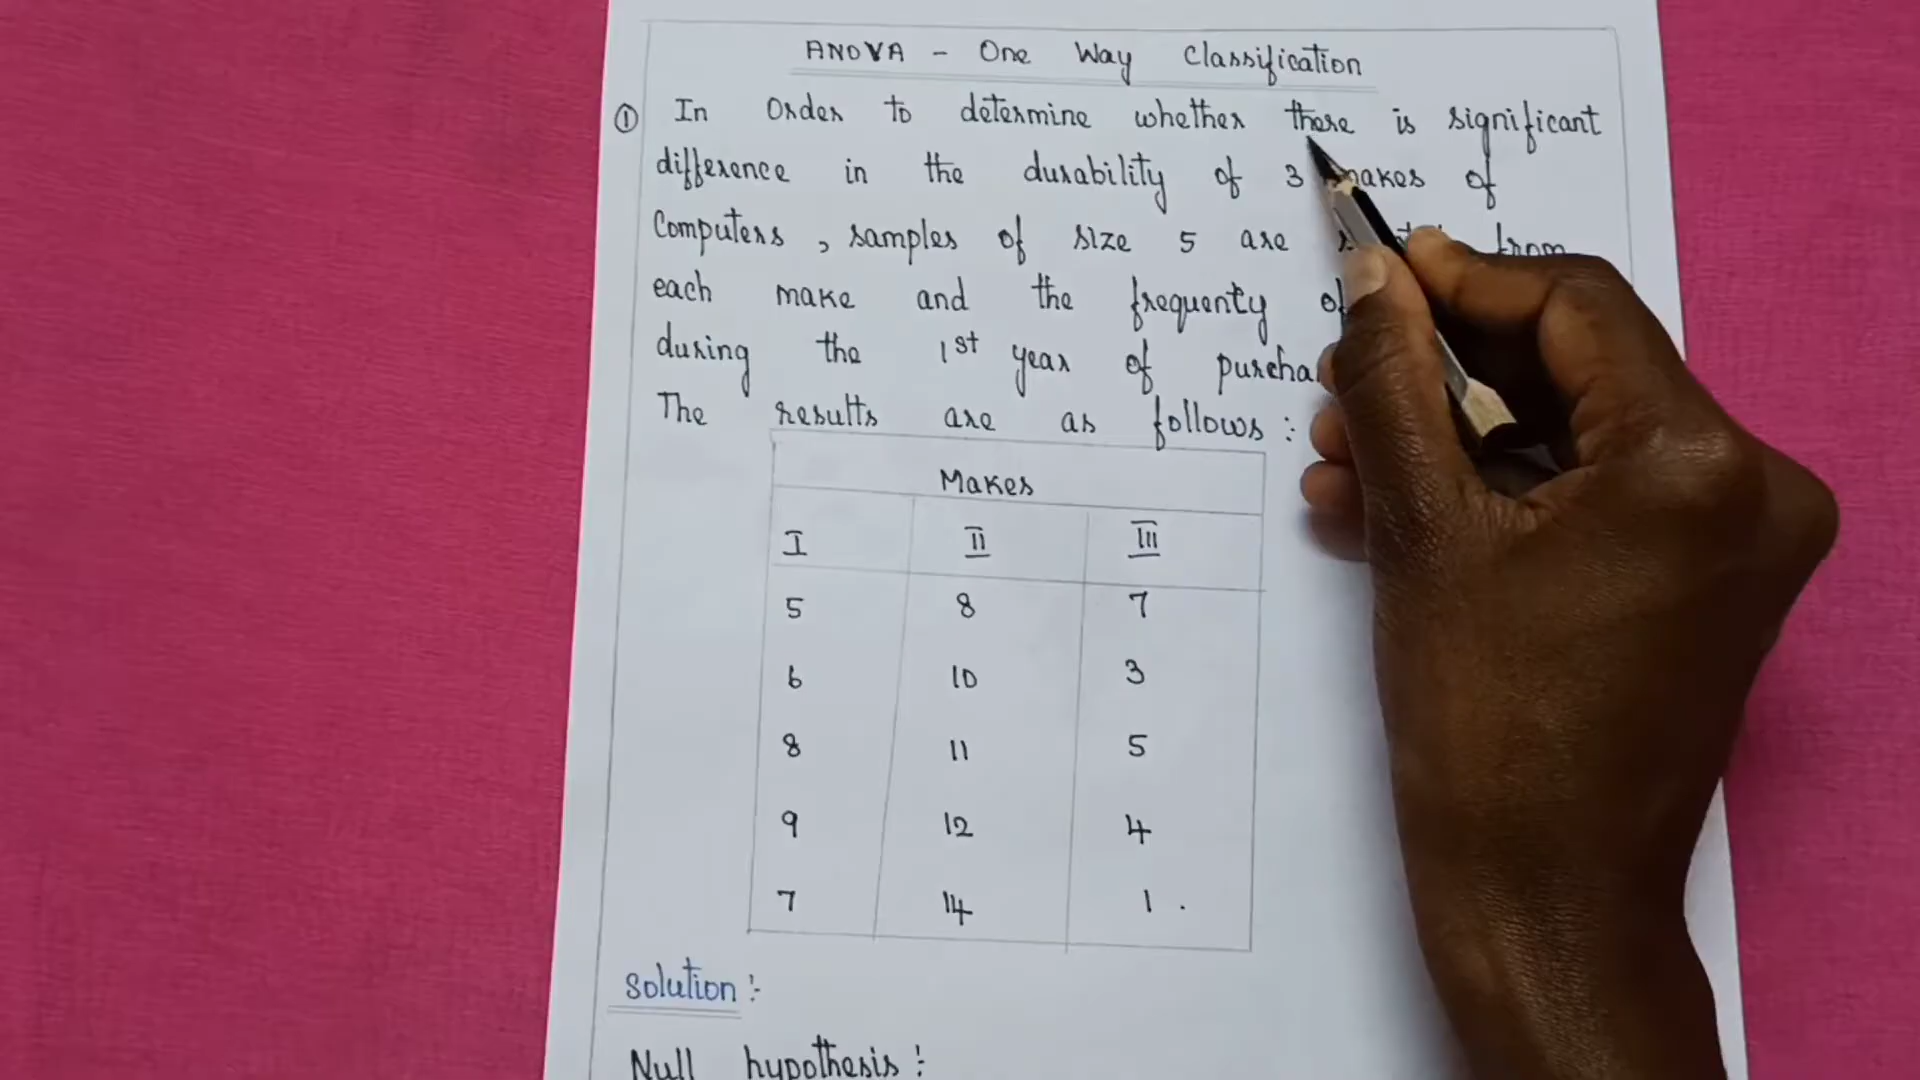 ANOVA - One Way Classification
① In Order to determine whether there is significant
difference in the durability of 3 makes of
Computers, samples of size 5 are from
each make and the frequenty of
during the 1st year of
The results are as follows :
Makes
I II III
5 8 7
6 10 3
8 11 5
9 12 4
7 14 1 .
Solution :-
Null hypothesis :